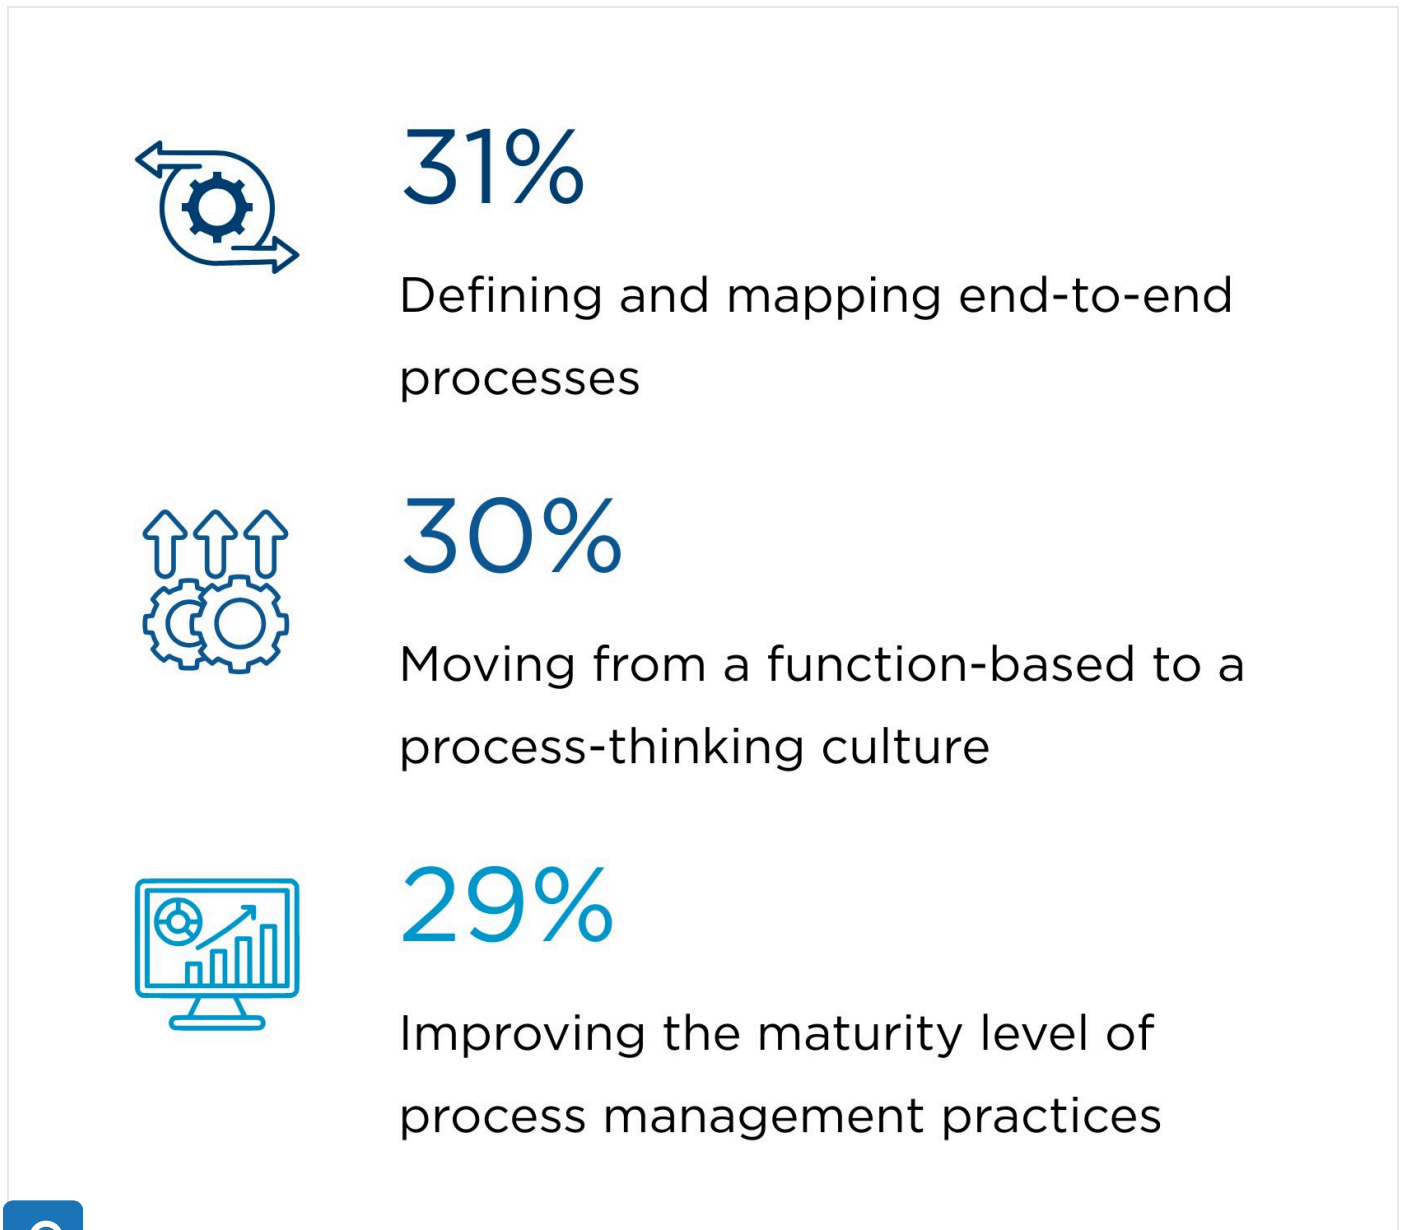 31%
Defining and mapping end-to-end
processes
30%
Moving from a function-based to a
process-thinking culture
29%
Improving the maturity level of
process management practices